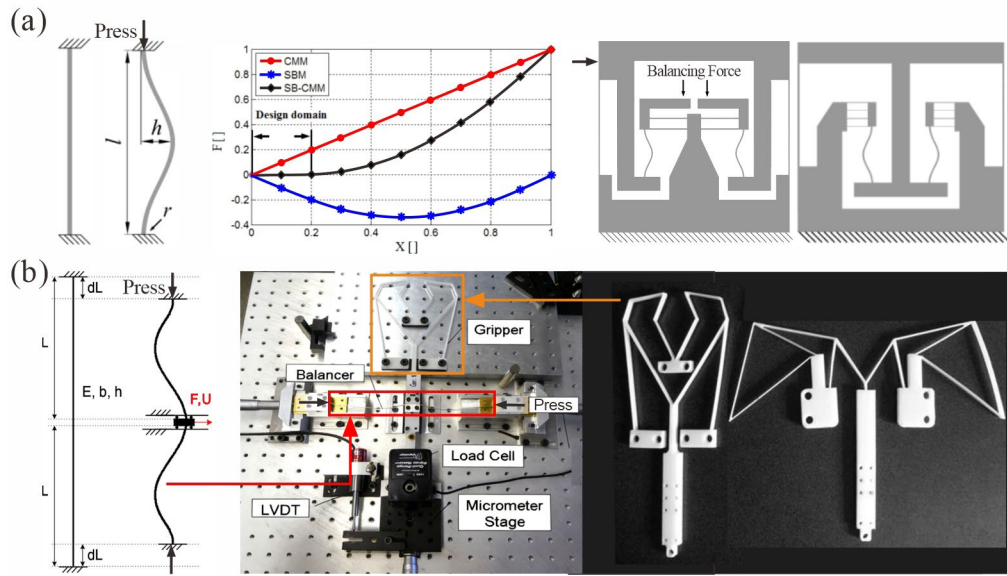 (a)
Press
l
h
r
CMM
SBM
SB-CMM
Design domain
F [ ]
1
0.8
0.6
0.4
0.2
0
-0.2
-0.4
0 0.2 0.4 0.6 0.8 1
X [ ]
Balancing Force
(b)
Press
dL
L
E, b, h
F,U
L
dL
Gripper
Balancer
Press
Load Cell
LVDT
Micrometer
Stage